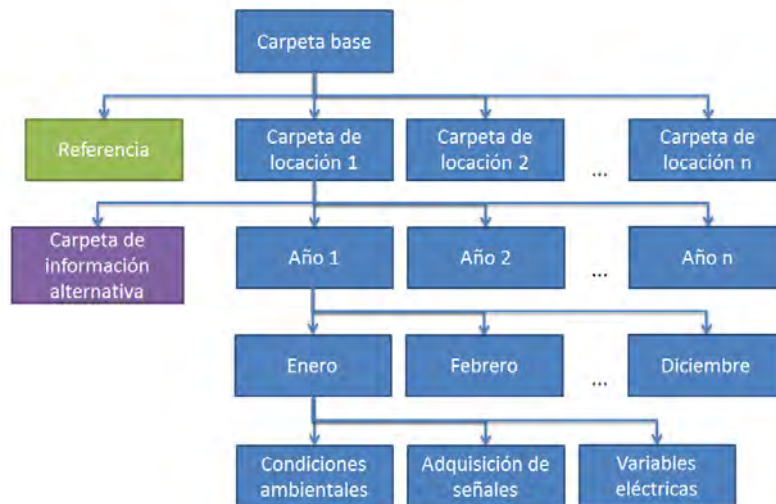 Carpeta base
Referencia
Carpeta de
locación 1
Carpeta de
locación 2
...
Carpeta de
locación n
Carpeta de
información
alternativa
Año 1
Año 2
...
Año n
Enero
Febrero
...
Diciembre
Condiciones
ambientales
Adquisición de
señales
Variables
eléctricas